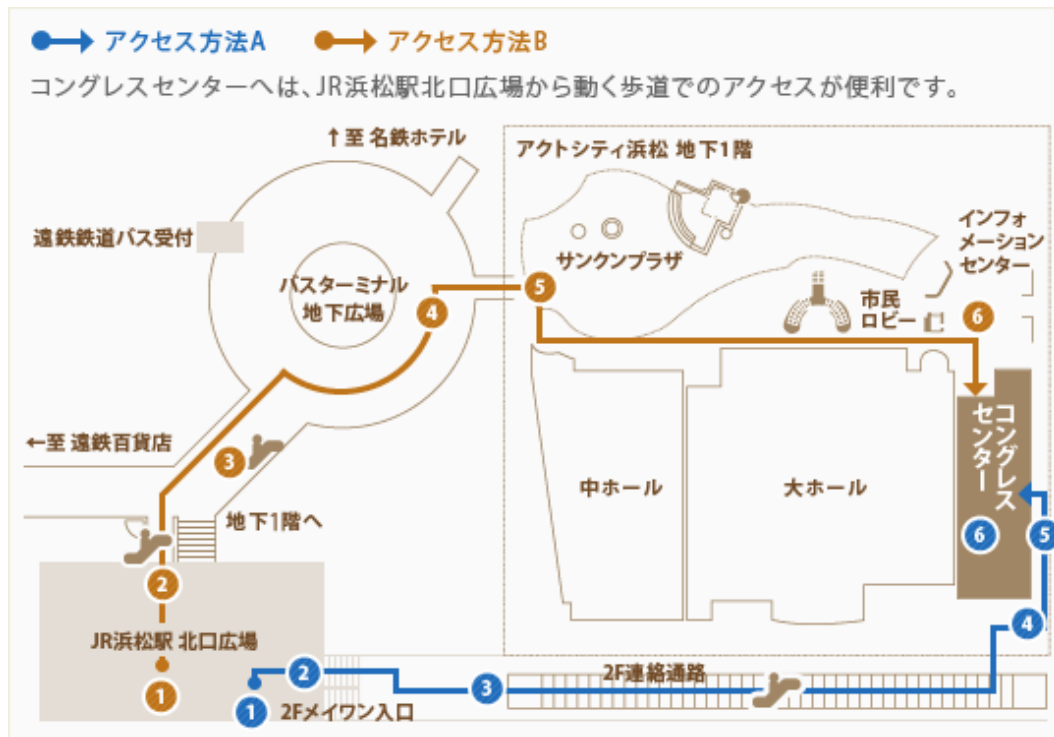 アクセス方法A
アクセス方法B
コングレスセンターへは、JR浜松駅北口広場から動く歩道でのアクセスが便利です。
↑至 名鉄ホテル
アクトシティ浜松 地下1階
遠鉄鉄道バス受付
バスターミナル
地下広場
サンクンプラザ
インフォ
メーション
センター
市民
ロビー
4
5
6
←至 遠鉄百貨店
3
地下1階へ
中ホール
大ホール
コングレス
センター
6
5
2
JR浜松駅 北口広場
1
4
2
2F連絡通路
3
1
2Fメイワン入口